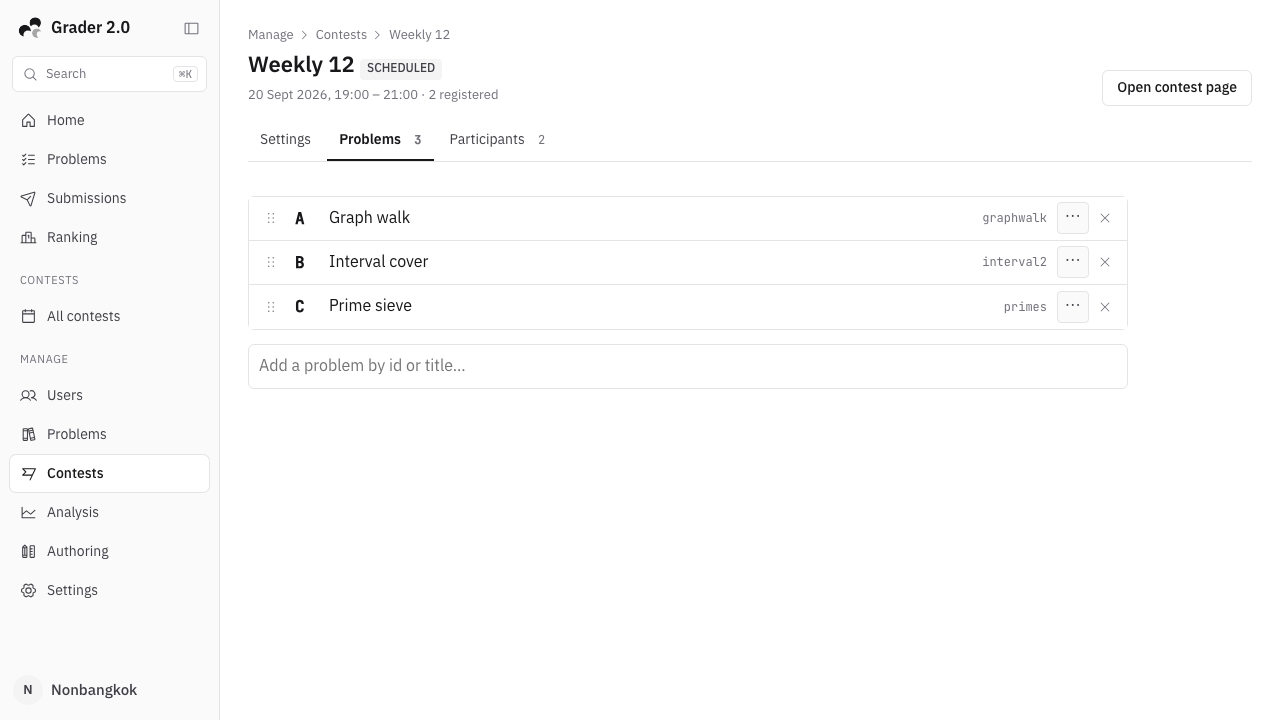 Grader 2.0
Search ⌘K
Home
Problems
Submissions
Ranking
CONTESTS
All contests
MANAGE
Users
Problems
Contests
Analysis
Authoring
Settings
N Nonbangkok
Manage > Contests > Weekly 12
Weekly 12 SCHEDULED
20 Sept 2026, 19:00 – 21:00 · 2 registered
Open contest page
Settings Problems 3 Participants 2
A Graph walk graphwalk ...
B Interval cover interval2 ...
C Prime sieve primes ...
Add a problem by id or title…